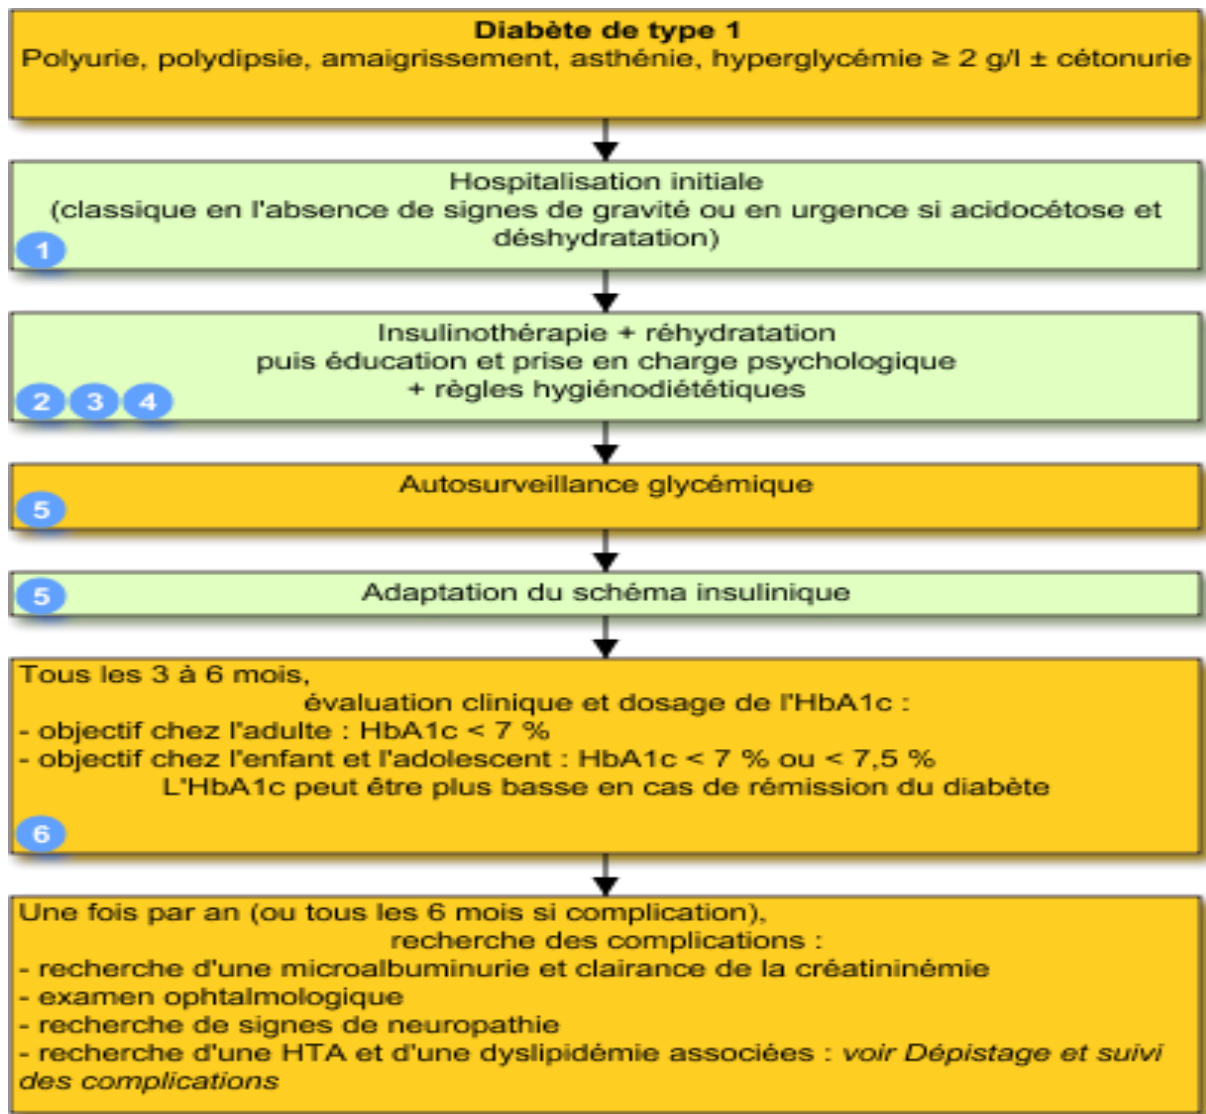 Diabète de type 1
Polyurie, polydipsie, amaigrissement, asthénie, hyperglycémie ≥ 2 g/l ± cétonurie
Hospitalisation initiale
(classique en l'absence de signes de gravité ou en urgence si acidocétose et
déshydratation)
1
Insulinothérapie + réhydratation
puis éducation et prise en charge psychologique
+ règles hygiénodiététiques
2 3 4
Autosurveillance glycémique
5
Adaptation du schéma insulinique
5
Tous les 3 à 6 mois,
évaluation clinique et dosage de l'HbA1c :
- objectif chez l'adulte : HbA1c < 7 %
- objectif chez l'enfant et l'adolescent : HbA1c < 7 % ou < 7,5 %
L'HbA1c peut être plus basse en cas de rémission du diabète
6
Une fois par an (ou tous les 6 mois si complication),
recherche des complications :
- recherche d'une microalbuminurie et clairance de la créatininémie
- examen ophtalmologique
- recherche de signes de neuropathie
- recherche d'une HTA et d'une dyslipidémie associées : voir Dépistage et suivi
des complications